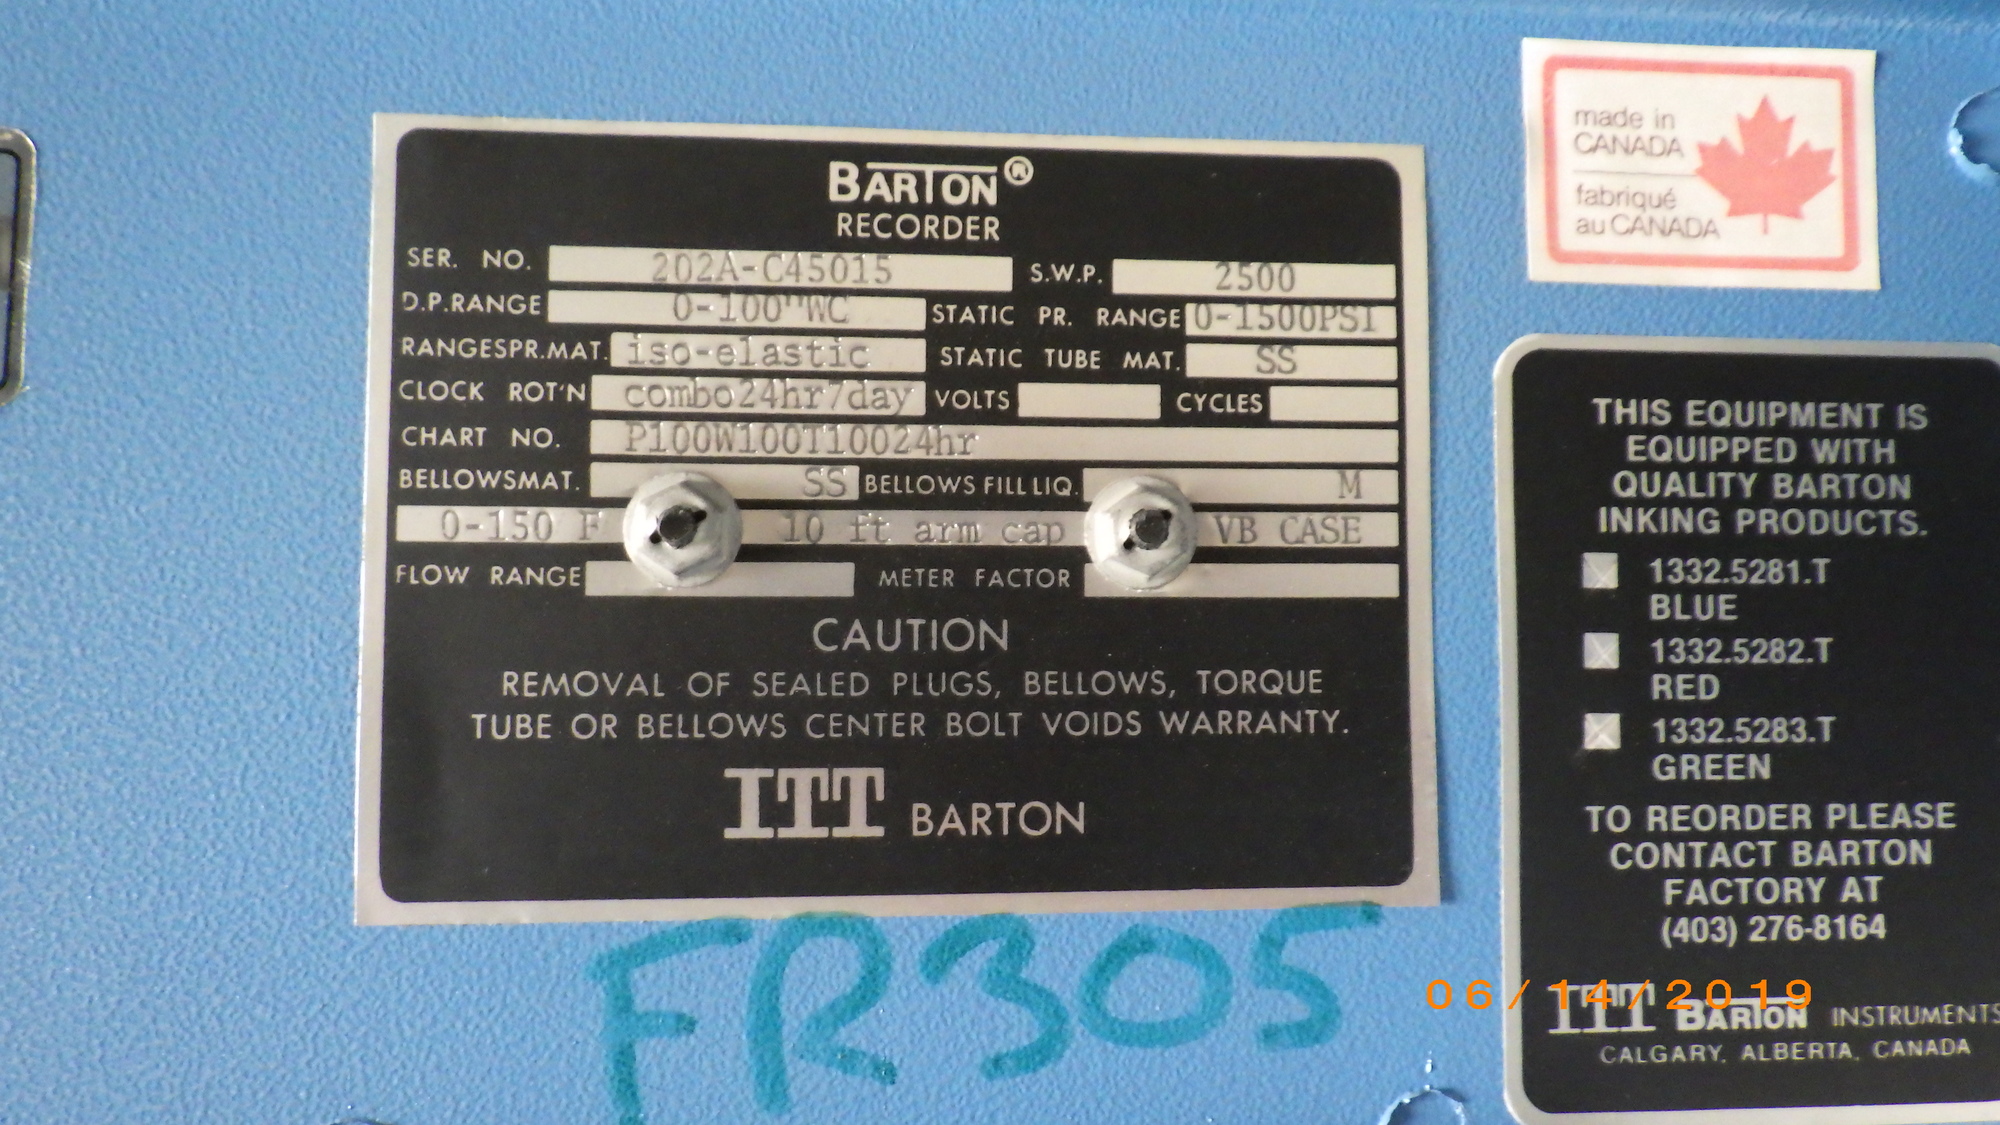 BARTON®
RECORDER
SER. NO. 202A-C45015 S.W.P. 2500
D.P.RANGE 0-100"WC STATIC PR. RANGE 0-1500PSI
RANGESPR.MAT. iso-elastic STATIC TUBE MAT. SS
CLOCK ROT'N combo24hr7day VOLTS CYCLES
CHART NO. P100W100T10024hr
BELLOWSMAT. SS BELLOWS FILL LIQ. M
0-150 F 10 ft arm cap VB CASE
FLOW RANGE METER FACTOR
CAUTION
REMOVAL OF SEALED PLUGS, BELLOWS, TORQUE
TUBE OR BELLOWS CENTER BOLT VOIDS WARRANTY.
ITT BARTON
FR305
made in
CANADA
fabriqué
au CANADA
THIS EQUIPMENT IS
EQUIPPED WITH
QUALITY BARTON
INKING PRODUCTS.
1332.5281.T
BLUE
1332.5282.T
RED
1332.5283.T
GREEN
TO REORDER PLEASE
CONTACT BARTON
FACTORY AT
(403) 276-8164
06/14/2019
ITT BARTON INSTRUMENTS
CALGARY, ALBERTA, CANADA